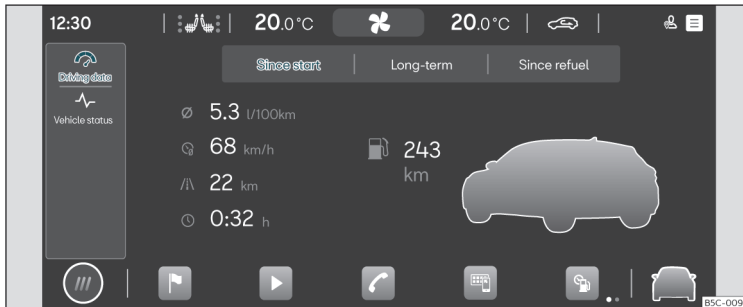 12:30
20.0°C
20.0°C
Driving data
Vehicle status
Since start
Long-term
Since refuel
Ø 5.3 l/100km
68 km/h
22 km
0:32 h
243
km
B5C-009